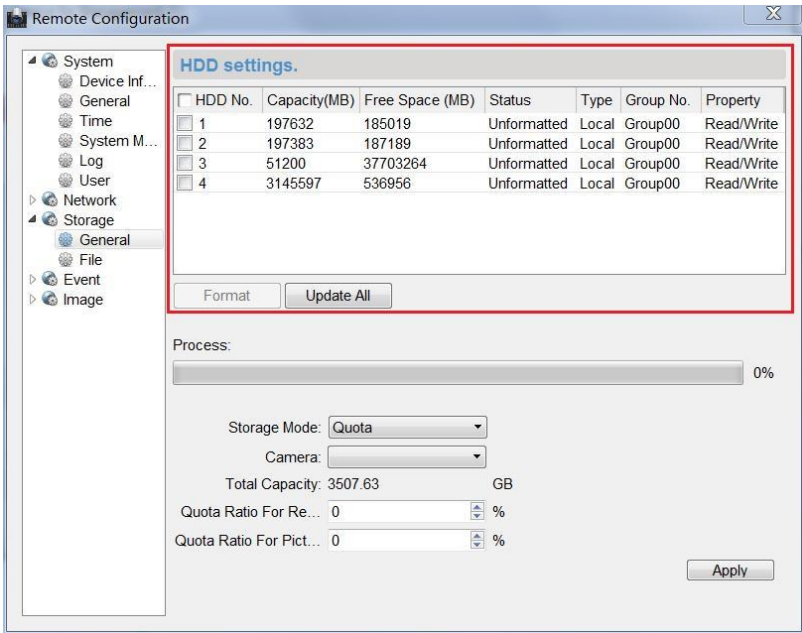 Remote Configuration
System
Device Inf...
General
Time
System M...
Log
User
Network
Storage
General
File
Event
Image
HDD settings.
HDD No. Capacity(MB) Free Space (MB) Status Type Group No. Property
1 197632 185019 Unformatted Local Group00 Read/Write
2 197383 187189 Unformatted Local Group00 Read/Write
3 51200 37703264 Unformatted Local Group00 Read/Write
4 3145597 536956 Unformatted Local Group00 Read/Write
Format Update All
Process:
0%
Storage Mode: Quota
Camera:
Total Capacity: 3507.63 GB
Quota Ratio For Re... 0 %
Quota Ratio For Pict... 0 %
Apply